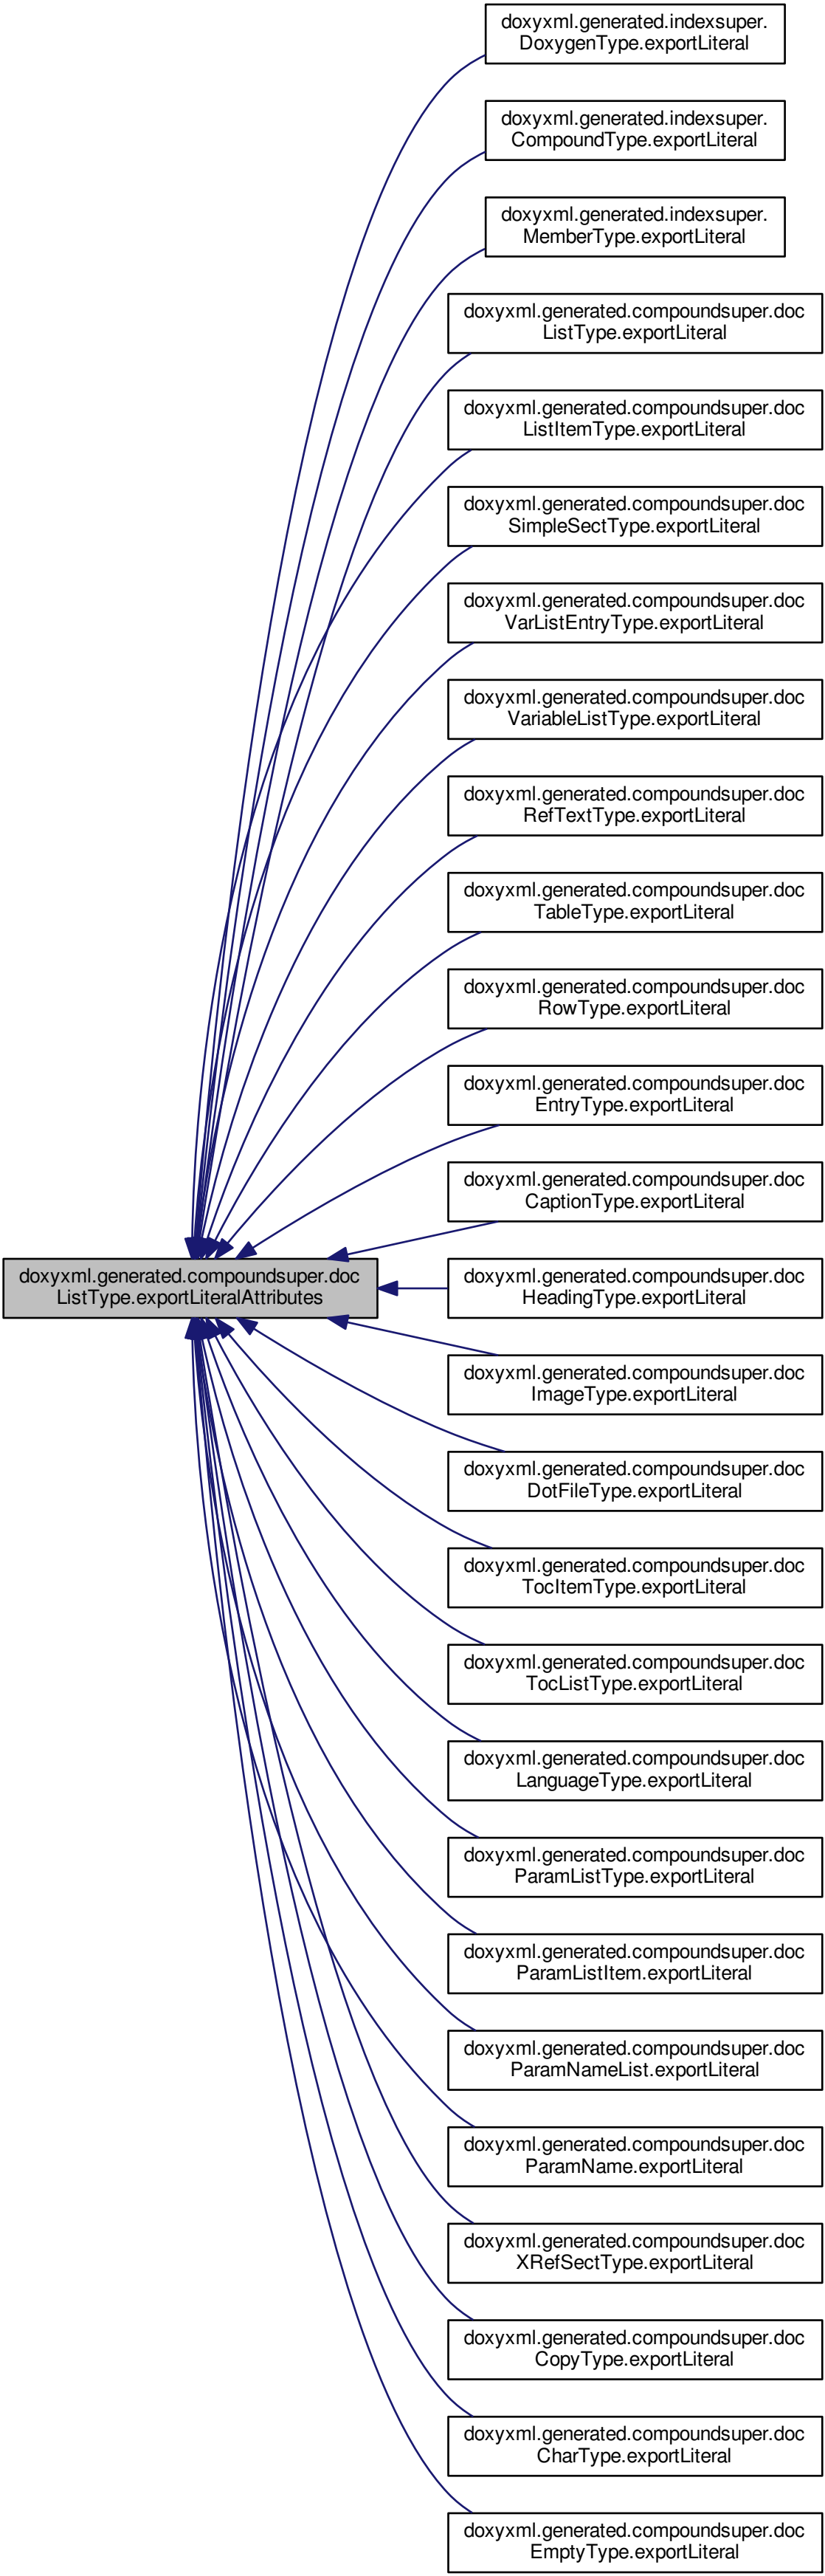 doxyxml.generated.indexsuper.
DoxygenType.exportLiteral
doxyxml.generated.indexsuper.
CompoundType.exportLiteral
doxyxml.generated.indexsuper.
MemberType.exportLiteral
doxyxml.generated.compoundsuper.doc
ListType.exportLiteral
doxyxml.generated.compoundsuper.doc
ListItemType.exportLiteral
doxyxml.generated.compoundsuper.doc
SimpleSectType.exportLiteral
doxyxml.generated.compoundsuper.doc
VarListEntryType.exportLiteral
doxyxml.generated.compoundsuper.doc
VariableListType.exportLiteral
doxyxml.generated.compoundsuper.doc
RefTextType.exportLiteral
doxyxml.generated.compoundsuper.doc
TableType.exportLiteral
doxyxml.generated.compoundsuper.doc
RowType.exportLiteral
doxyxml.generated.compoundsuper.doc
EntryType.exportLiteral
doxyxml.generated.compoundsuper.doc
CaptionType.exportLiteral
doxyxml.generated.compoundsuper.doc
ListType.exportLiteralAttributes
doxyxml.generated.compoundsuper.doc
HeadingType.exportLiteral
doxyxml.generated.compoundsuper.doc
ImageType.exportLiteral
doxyxml.generated.compoundsuper.doc
DotFileType.exportLiteral
doxyxml.generated.compoundsuper.doc
TocItemType.exportLiteral
doxyxml.generated.compoundsuper.doc
TocListType.exportLiteral
doxyxml.generated.compoundsuper.doc
LanguageType.exportLiteral
doxyxml.generated.compoundsuper.doc
ParamListType.exportLiteral
doxyxml.generated.compoundsuper.doc
ParamListItem.exportLiteral
doxyxml.generated.compoundsuper.doc
ParamNameList.exportLiteral
doxyxml.generated.compoundsuper.doc
ParamName.exportLiteral
doxyxml.generated.compoundsuper.doc
XRefSectType.exportLiteral
doxyxml.generated.compoundsuper.doc
CopyType.exportLiteral
doxyxml.generated.compoundsuper.doc
CharType.exportLiteral
doxyxml.generated.compoundsuper.doc
EmptyType.exportLiteral